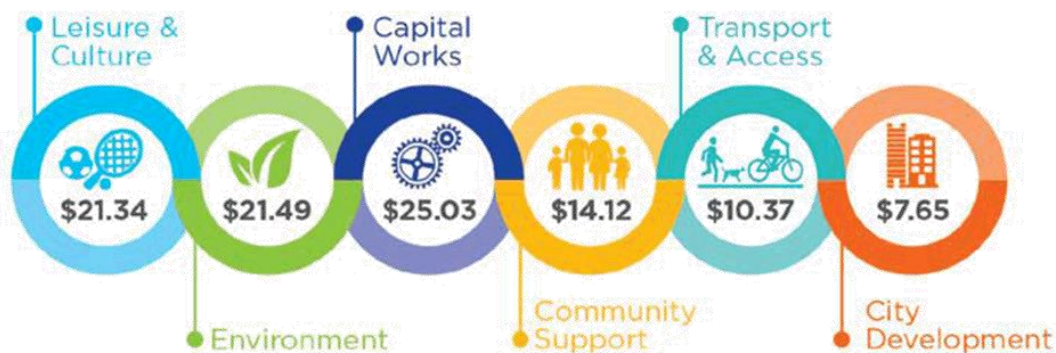 Leisure &
Culture
Capital
Works
Transport
& Access
$21.34
$21.49
$25.03
$14.12
$10.37
$7.65
Environment
Community
Support
City
Development